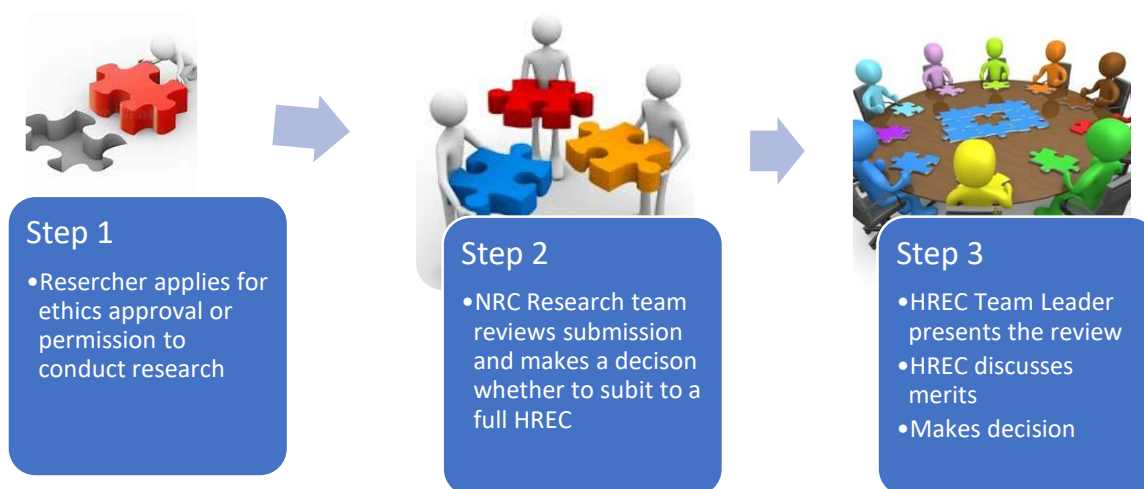 Step 1
•Resercher applies for
ethics approval or
permission to
conduct research
Step 2
•NRC Research team
reviews submission
and makes a decison
whether to subit to a
full HREC
Step 3
•HREC Team Leader
presents the review
•HREC discusses
merits
•Makes decision